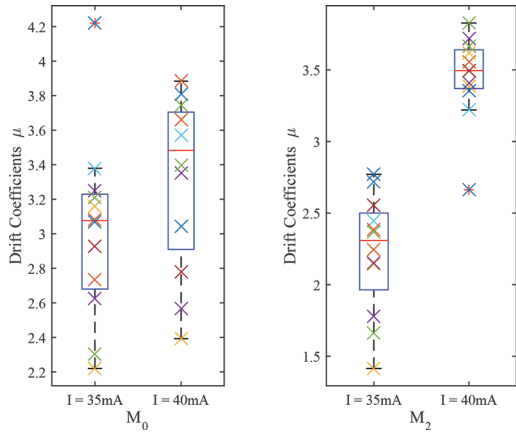 4.2
4
3.8
3.6
3.4
3.2
3
2.8
2.6
2.4
2.2
Drift Coefficients μ
I = 35mA I = 40mA
M0
3.5
3
2.5
2
1.5
Drift Coefficients μ
I = 35mA I = 40mA
M2